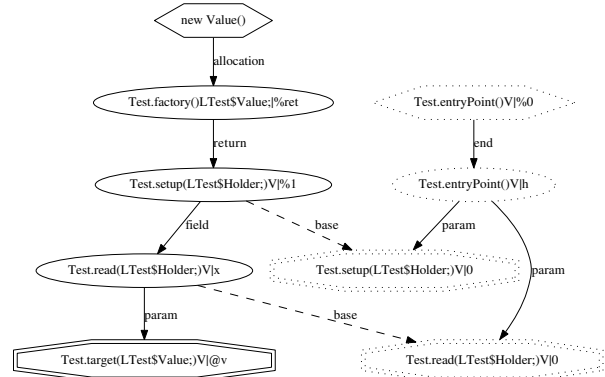 new Value()
allocation
Test.factory()LTest$Value;|%ret
Test.entryPoint()V|%0
return
end
Test.setup(LTest$Holder;)V|%1
Test.entryPoint()V|h
field
base
param
Test.read(LTest$Holder;)V|x
Test.setup(LTest$Holder;)V|0
param
param
base
Test.target(LTest$Value;)V|@v
Test.read(LTest$Holder;)V|0